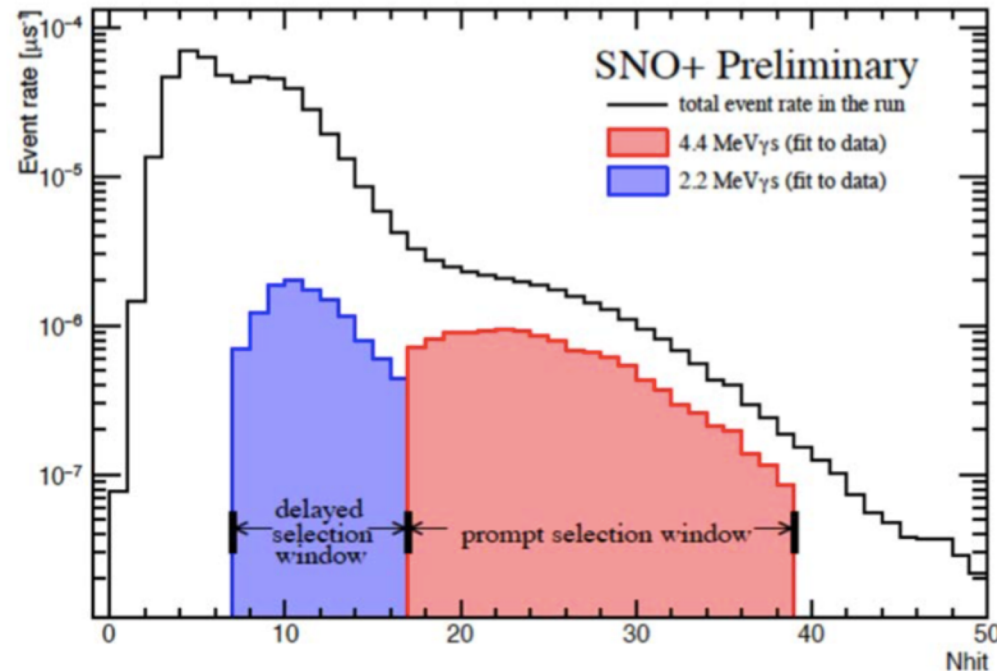 10⁻⁴
10⁻⁵
10⁻⁶
10⁻⁷
Event rate [μs⁻¹]
SNO+ Preliminary
total event rate in the run
4.4 MeVγs (fit to data)
2.2 MeVγs (fit to data)
delayed
selection
window
prompt selection window
0 10 20 30 40 50
Nhit